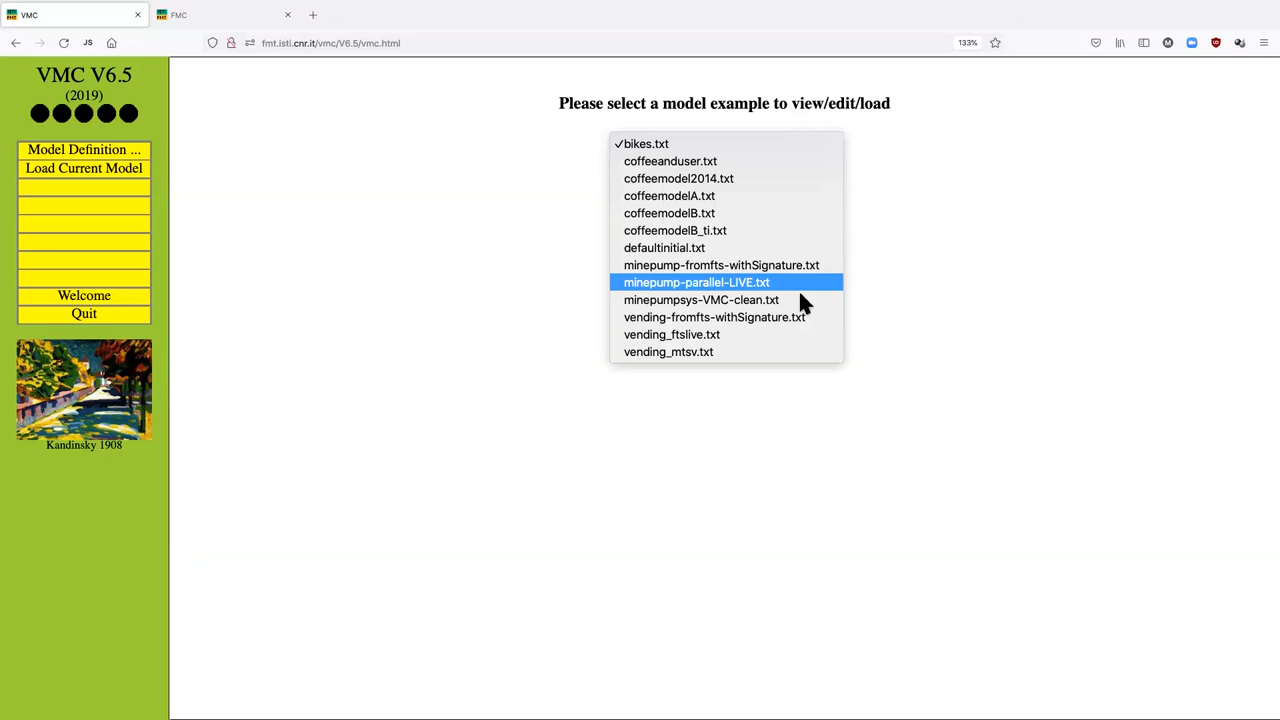 VMC
FMC
JS
fmt.isti.cnr.it/vmc/V6.5/vmc.html
133%
VMC V6.5
(2019)
Model Definition ...
Load Current Model
Welcome
Quit
Kandinsky 1908
Please select a model example to view/edit/load
✓bikes.txt
coffeeanduser.txt
coffeemodel2014.txt
coffeemodelA.txt
coffeemodelB.txt
coffeemodelB_ti.txt
defaultinitial.txt
minepump-fromfts-withSignature.txt
minepump-parallel-LIVE.txt
minepumpsys-VMC-clean.txt
vending-fromfts-withSignature.txt
vending_ftslive.txt
vending_mtsv.txt